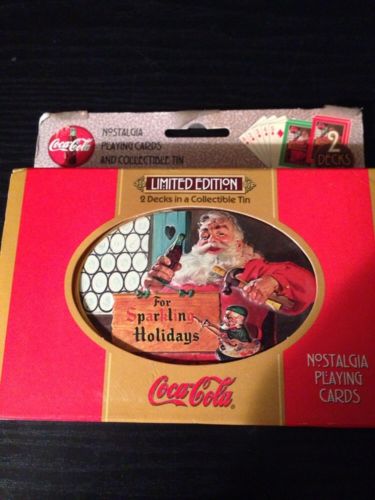 Coca-Cola
NOSTALGIA
PLAYING CARDS
AND COLLECTIBLE TIN
2
DECKS
LIMITED EDITION
2 Decks in a Collectible Tin
For
Sparkling
Holidays
Coca-Cola
NOSTALGIA
PLAYING
CARDS